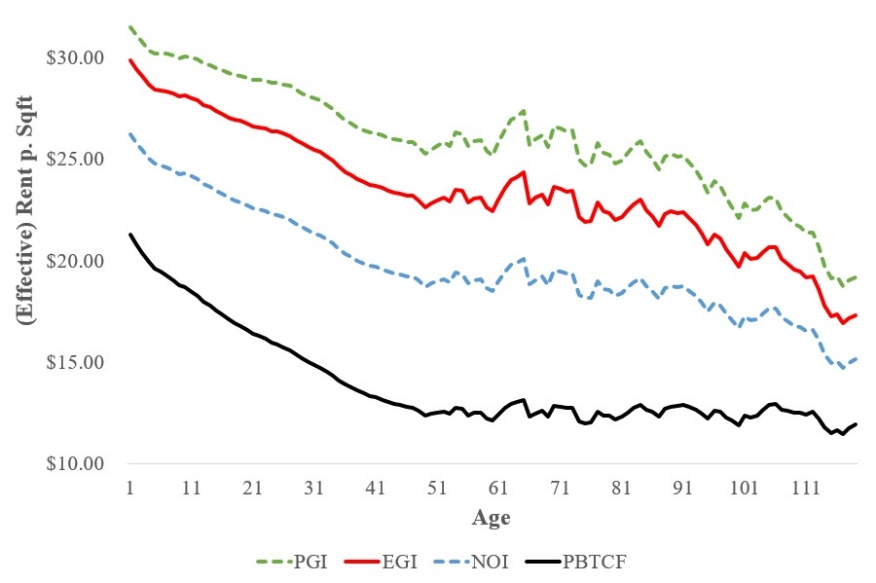 (Effective) Rent p. Sqft
$30.00
$25.00
$20.00
$15.00
$10.00
1 11 21 31 41 51 61 71 81 91 101 111
Age
PGI EGI NOI PBTCF